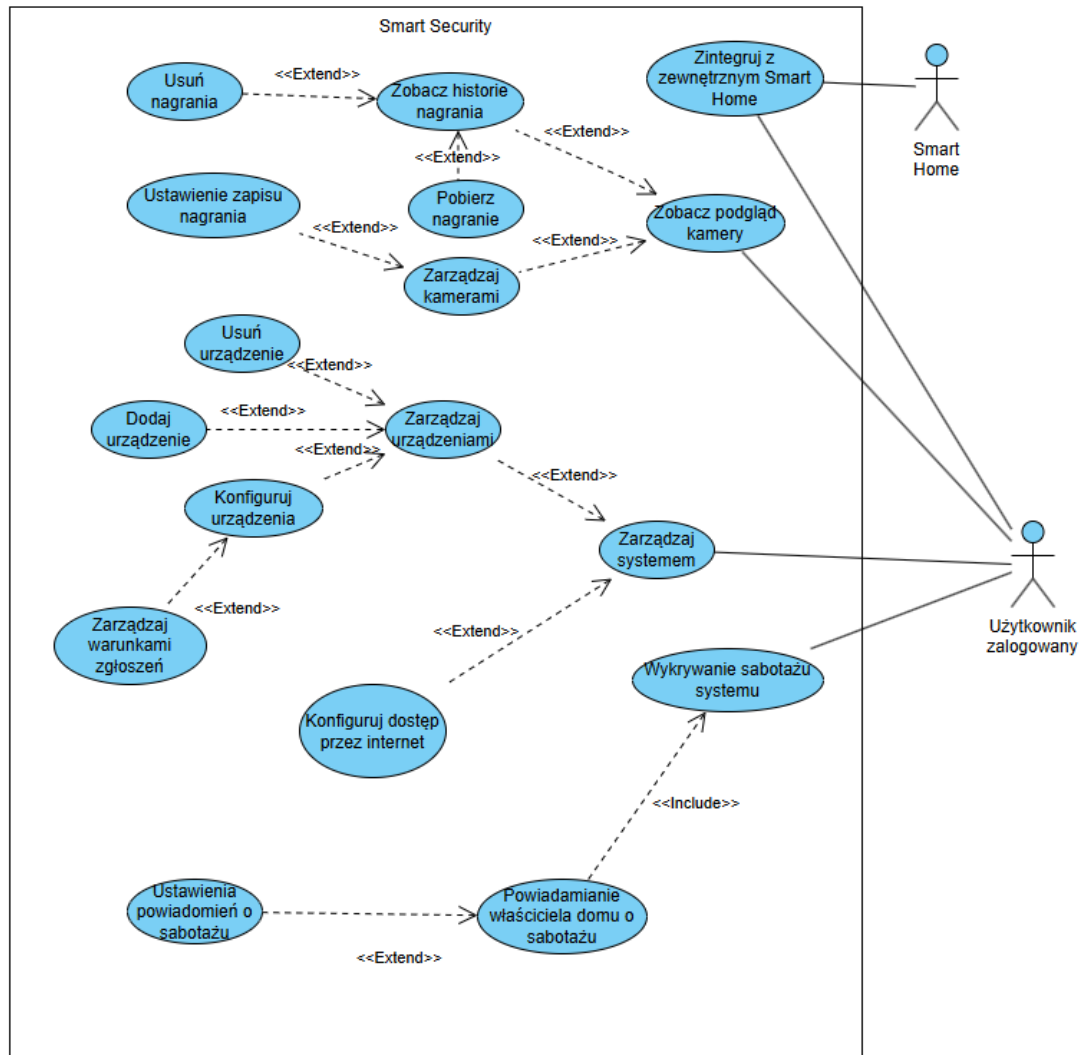 Smart Security
Usuń
nagrania
<<Extend>>
Zobacz historie
nagrania
Zintegruj z
zewnętrznym Smart
Home
Smart
Home
<<Extend>>
<<Extend>>
Ustawienie zapisu
nagrania
Pobierz
nagranie
Zobacz podgląd
kamery
<<Extend>>
<<Extend>>
Zarządzaj
kamerami
Usuń
urządzenie
<<Extend>>
Dodaj
urządzenie
<<Extend>>
Zarządzaj
urządzeniami
<<Extend>>
Konfiguruj
urządzenia
<<Extend>>
Zarządzaj
systemem
<<Extend>>
Zarządzaj
warunkami
zgłoszeń
<<Extend>>
Użytkownik
zalogowany
Wykrywanie sabotażu
systemu
Konfiguruj dostęp
przez internet
<<Include>>
Ustawienia
powiadomień o
sabotażu
<<Extend>>
Powiadamianie
właściciela domu o
sabotażu